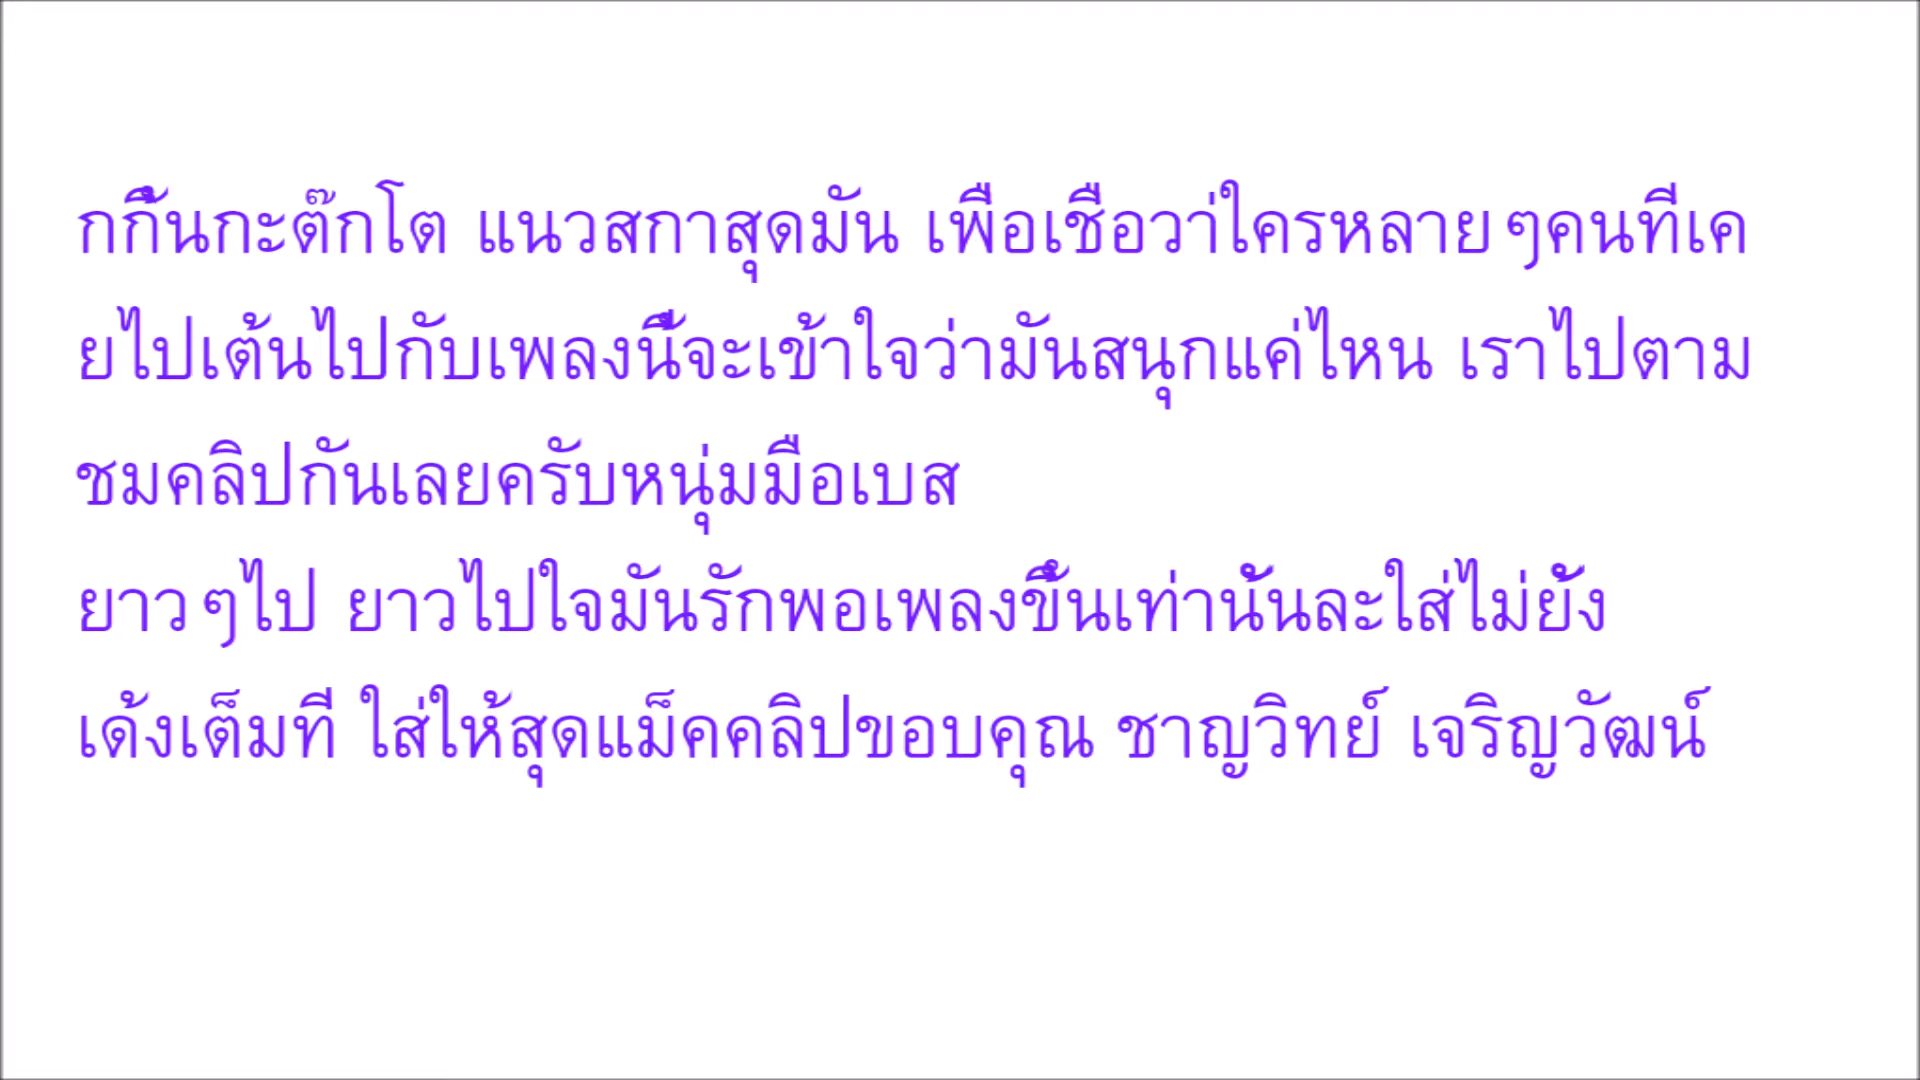 กกิ้นกะต๊กโต แนวสกาสุดมัน เพื่อเชื่อว่าใครหลายๆคนที่เค
ยไปเต้นไปกับเพลงนี้จะเข้าใจว่ามันสนุกแค่ไหน เราไปตาม
ชมคลิปกันเลยครับหนุ่มมือเบส
ยาวๆไป ยาวไปใจมันรักพอเพลงขึ้นเท่านั้นละใส่ไม่ยั้ง
เด้งเต็มที่ ใส่ให้สุดแม็คคลิปขอบคุณ ชาญวิทย์ เจริญวัฒน์